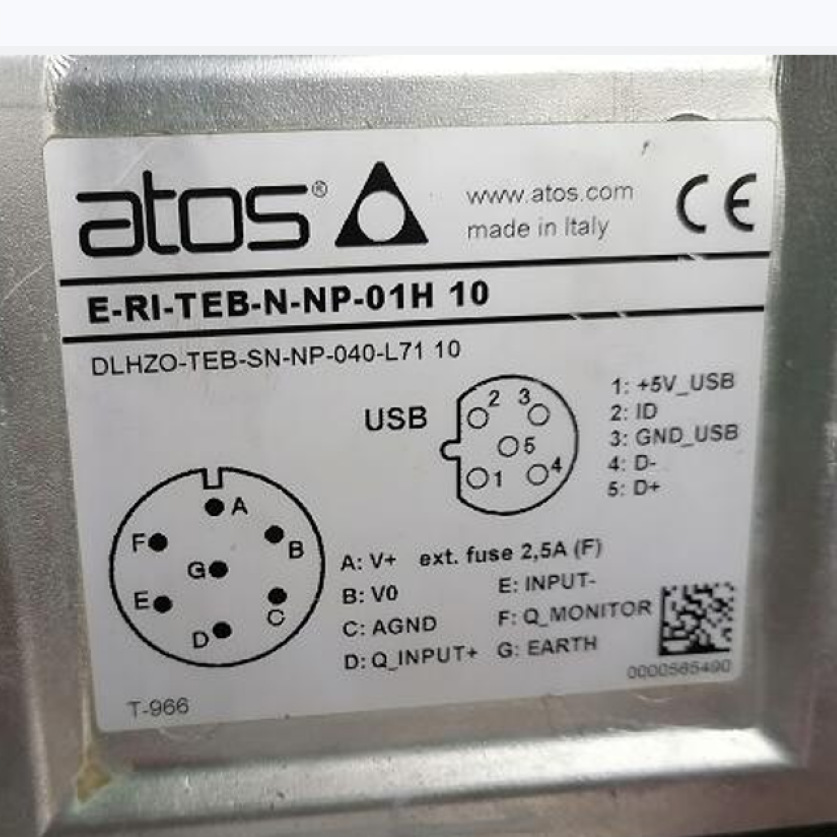 atos®
www.atos.com
made in Italy
CE
E-RI-TEB-N-NP-01H 10
DLHZO-TEB-SN-NP-040-L71 10
USB
2 3
5
1 4
1: +5V_USB
2: ID
3: GND_USB
4: D-
5: D+
A
F
B
G
E
C
D
A: V+ ext. fuse 2,5A (F)
B: V0
C: AGND
D: Q_INPUT+
E: INPUT-
F: Q_MONITOR
G: EARTH
0000565490
T-966